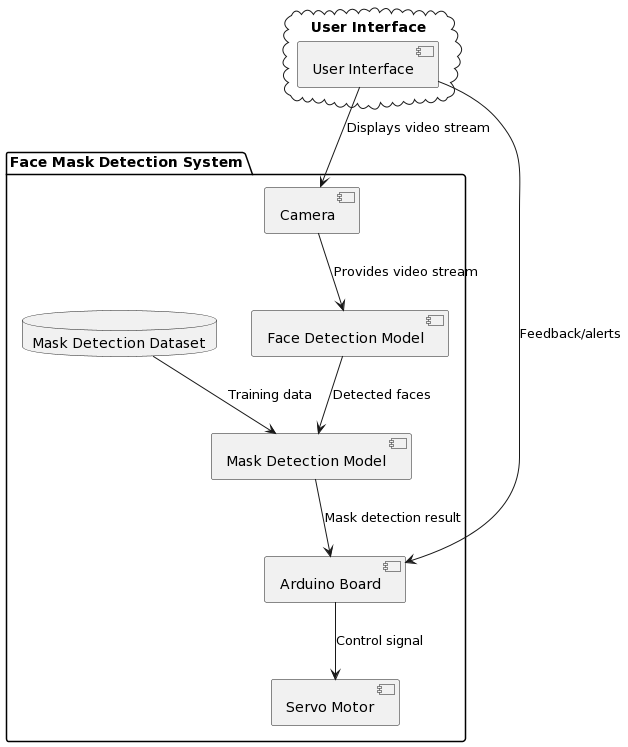 User Interface
User Interface
Displays video stream
Face Mask Detection System
Camera
Provides video stream
Face Detection Model
Feedback/alerts
Mask Detection Dataset
Training data
Detected faces
Mask Detection Model
Mask detection result
Arduino Board
Control signal
Servo Motor